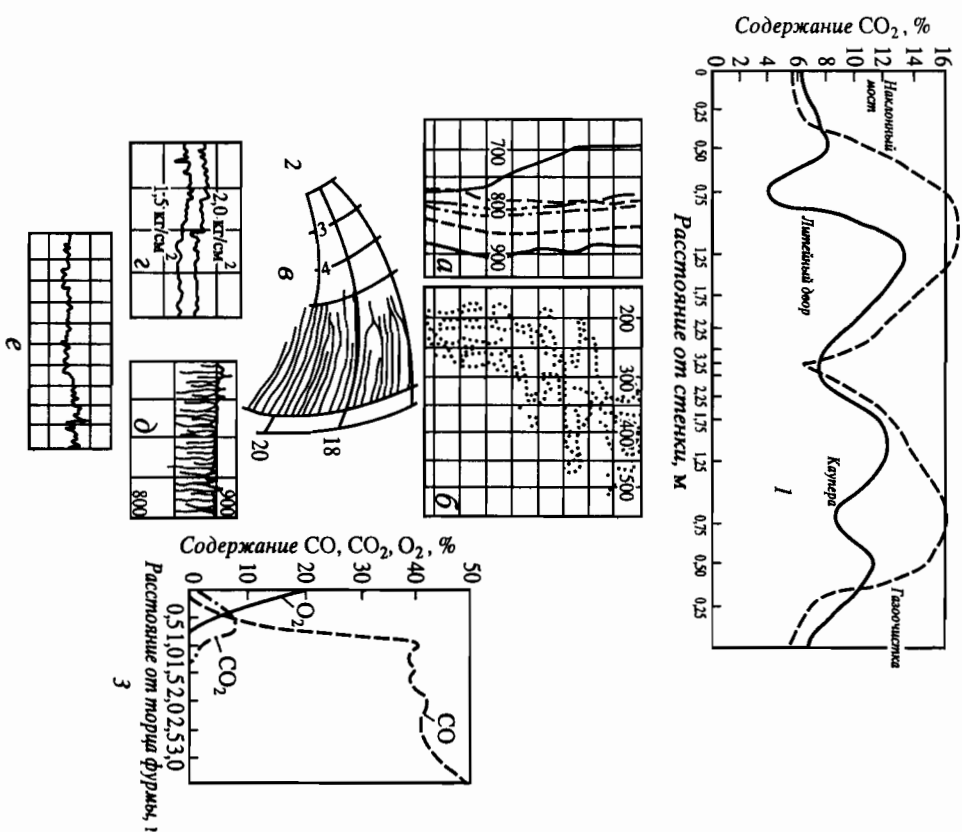 Содержание CO₂, %
16
14
12
10
8
6
4
2
0
0
0,25
0,50
0,75
1,25
1,75
2,25
3,25
2,25
1,75
1,25
0,75
0,50
0,25
Наклонный
мост
Литейный двор
Каупера
Газоочистка
1
Расстояние от стенки, м
2
700
800
900
а
200
300
400
500
б
3
4
в
18
20
2,0 кг/см²
1,5 кг/см²
г
900
800
д
е
Содержание CO, CO₂, O₂, %
50
40
30
20
10
0
O₂
CO₂
CO
0,5 1,0 1,5 2,0 2,5 3,0
Расстояние от торца фурмы,
3